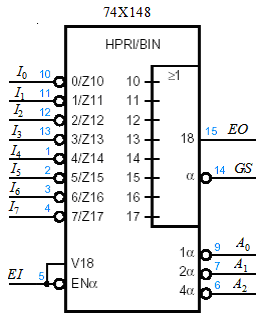 74X148
HPRI/BIN
I0 10 0/Z10 10 ≥1
I1 11 1/Z11 11
I2 12 2/Z12 12
I3 13 3/Z13 13 18 15 EO
I4 1 4/Z14 14
I5 2 5/Z15 15 α 14 GS
I6 3 6/Z16 16
I7 4 7/Z17 17
1α 9 A0
V18 2α 7 A1
EI 5 ENα 4α 6 A2